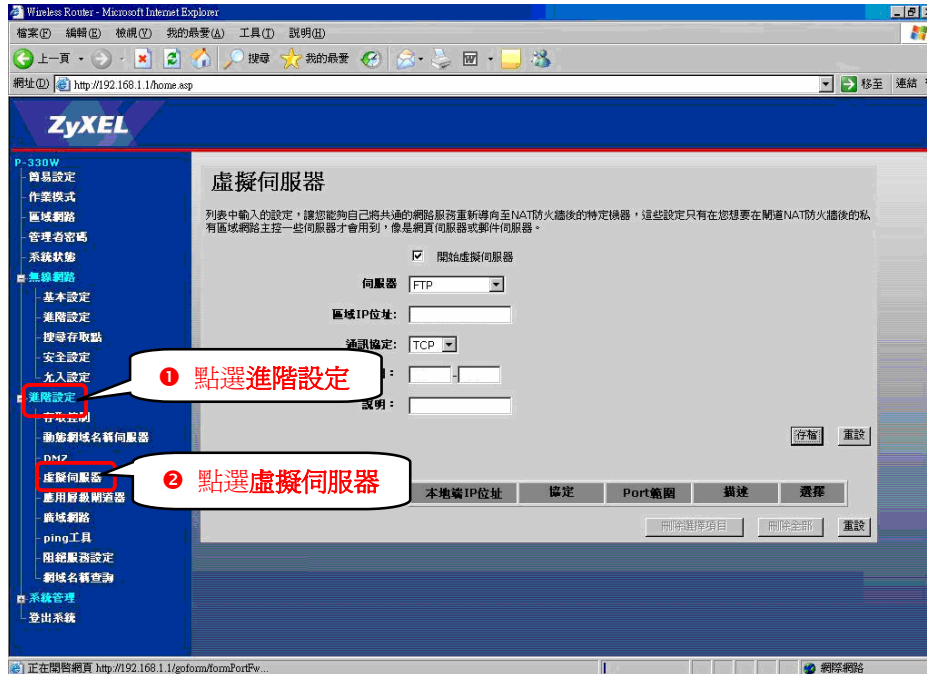 Wireless Router - Microsoft Internet Explorer
檔案(F) 編輯(E) 檢視(V) 我的最愛(A) 工具(T) 說明(H)
上一頁 搜尋 我的最愛
網址(D) http://192.168.1.1/home.asp 移至 連結
ZyXEL
P-330W
簡易設定
作業模式
區域網路
管理者密碼
系統狀態
無線網路
基本設定
進階設定
搜尋存取點
安全設定
允入設定
進階設定
存取控制
動態網域名稱伺服器
DMZ
虛擬伺服器
應用層級閘道器
廣域網路
ping工具
阻絕服務設定
網域名稱查詢
系統管理
登出系統
虛擬伺服器
列表中輸入的設定，讓您能夠自己將共通的網路服務重新導向至NAT防火牆後的特定機器，這些設定只有在您想要在閘道NAT防火牆後的私
有區域網路主控一些伺服器才會用到，像是網頁伺服器或郵件伺服器。
開始虛擬伺服器
伺服器 FTP
區域IP位址:
通訊協定: TCP
:
-
說明：
存檔 重設
本地端IP位址 協定 Port範圍 描述 選擇
刪除選擇項目 刪除全部 重設
❶ 點選進階設定
❷ 點選虛擬伺服器
正在開啓網頁 http://192.168.1.1/goform/formPortFw... 網際網路